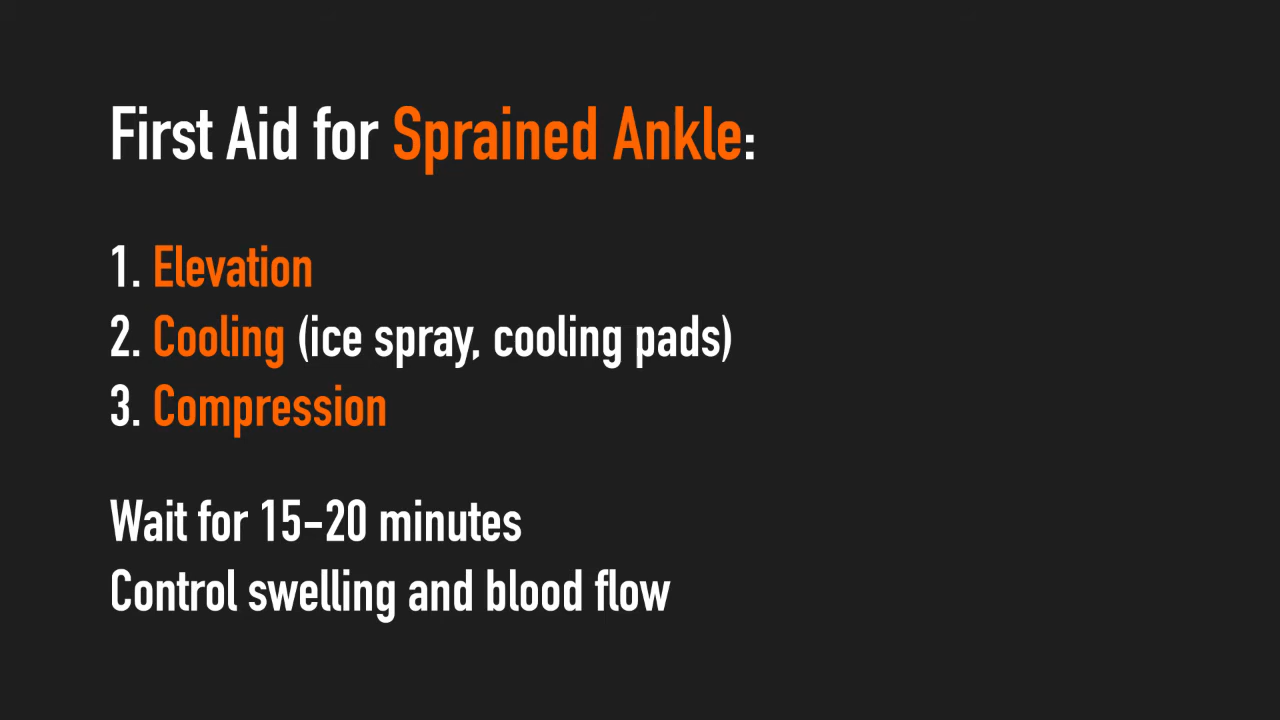 First Aid for Sprained Ankle:
1. Elevation
2. Cooling (ice spray, cooling pads)
3. Compression
Wait for 15-20 minutes
Control swelling and blood flow